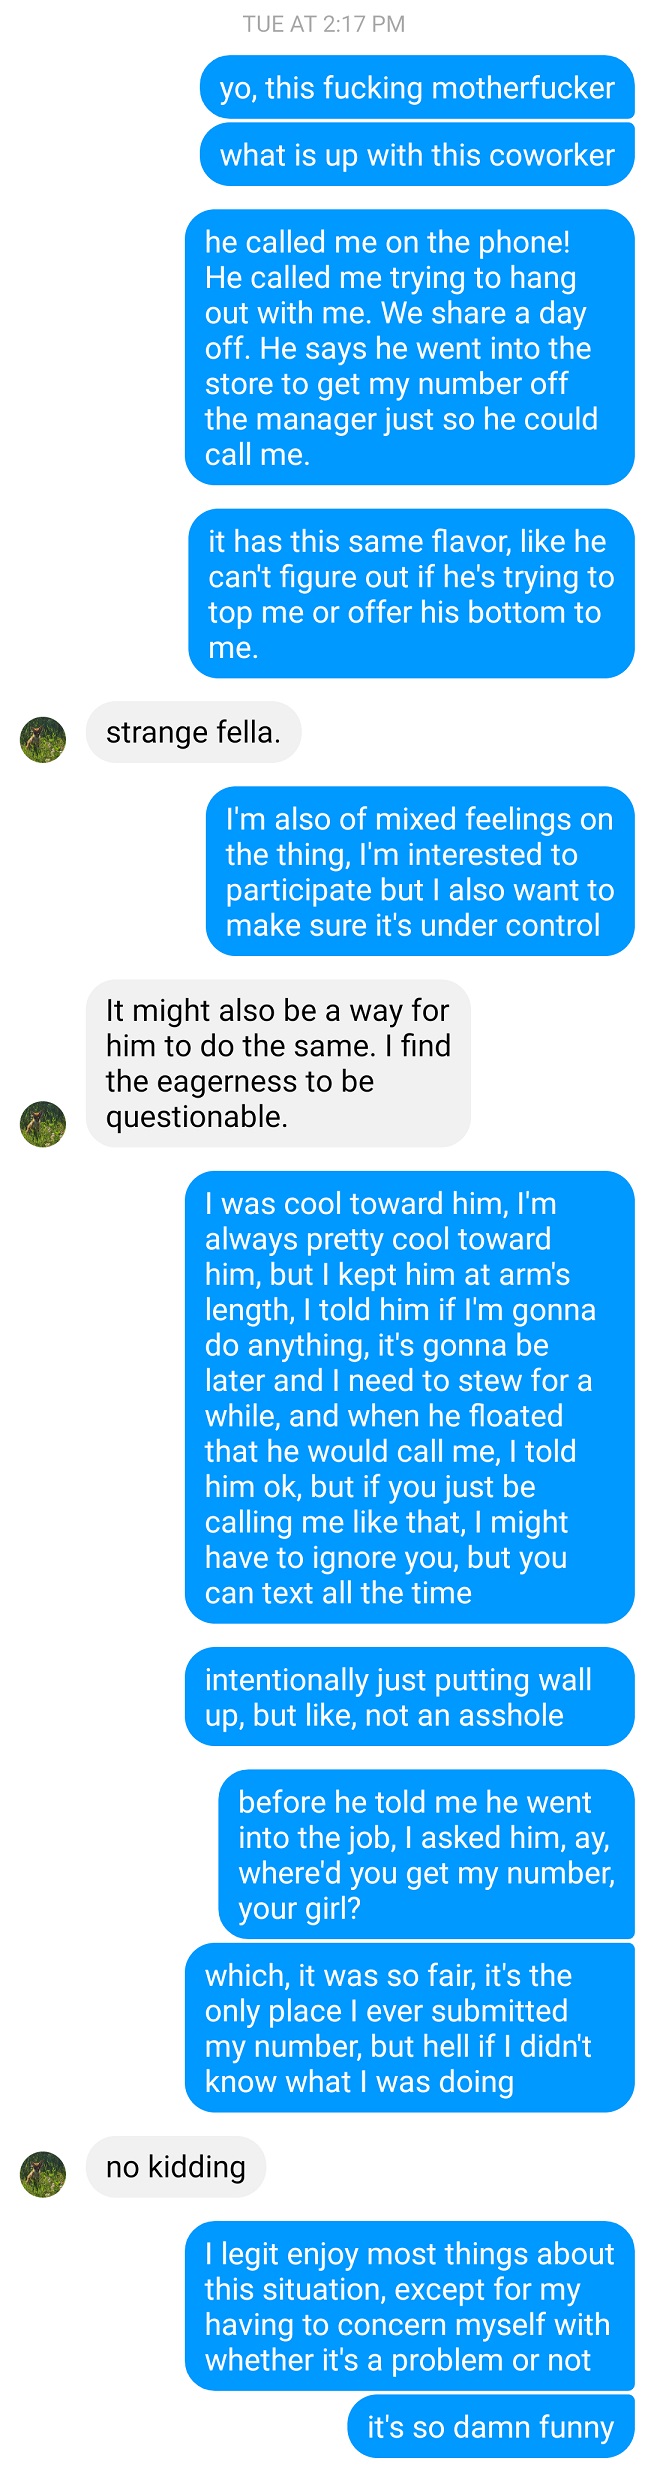 TUE AT 2:17 PM
yo, this fucking motherfucker
what is up with this coworker
he called me on the phone!
He called me trying to hang
out with me. We share a day
off. He says he went into the
store to get my number off
the manager just so he could
call me.
it has this same flavor, like he
can't figure out if he's trying to
top me or offer his bottom to
me.
strange fella.
I'm also of mixed feelings on
the thing, I'm interested to
participate but I also want to
make sure it's under control
It might also be a way for
him to do the same. I find
the eagerness to be
questionable.
I was cool toward him, I'm
always pretty cool toward
him, but I kept him at arm's
length, I told him if I'm gonna
do anything, it's gonna be
later and I need to stew for a
while, and when he floated
that he would call me, I told
him ok, but if you just be
calling me like that, I might
have to ignore you, but you
can text all the time
intentionally just putting wall
up, but like, not an asshole
before he told me he went
into the job, I asked him, ay,
where'd you get my number,
your girl?
which, it was so fair, it's the
only place I ever submitted
my number, but hell if I didn't
know what I was doing
no kidding
I legit enjoy most things about
this situation, except for my
having to concern myself with
whether it's a problem or not
it's so damn funny